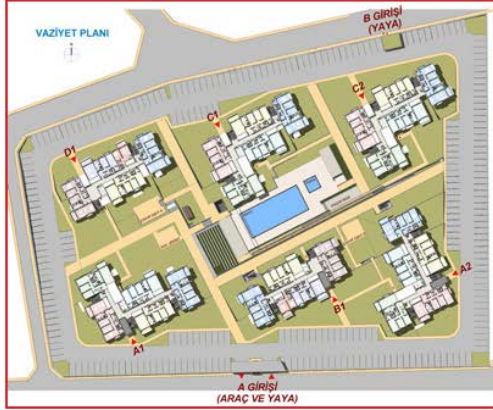 VAZİYET PLANI
B GİRİŞİ
(YAYA)
C2
C1
D1
A2
B1
A1
A GİRİŞİ
(ARAÇ VE YAYA)